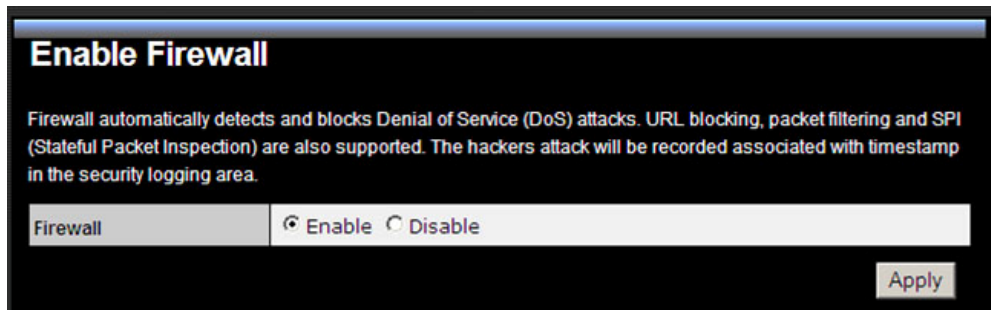 Enable Firewall
Firewall automatically detects and blocks Denial of Service (DoS) attacks. URL blocking, packet filtering and SPI
(Stateful Packet Inspection) are also supported. The hackers attack will be recorded associated with timestamp
in the security logging area.
Firewall Enable Disable
Apply